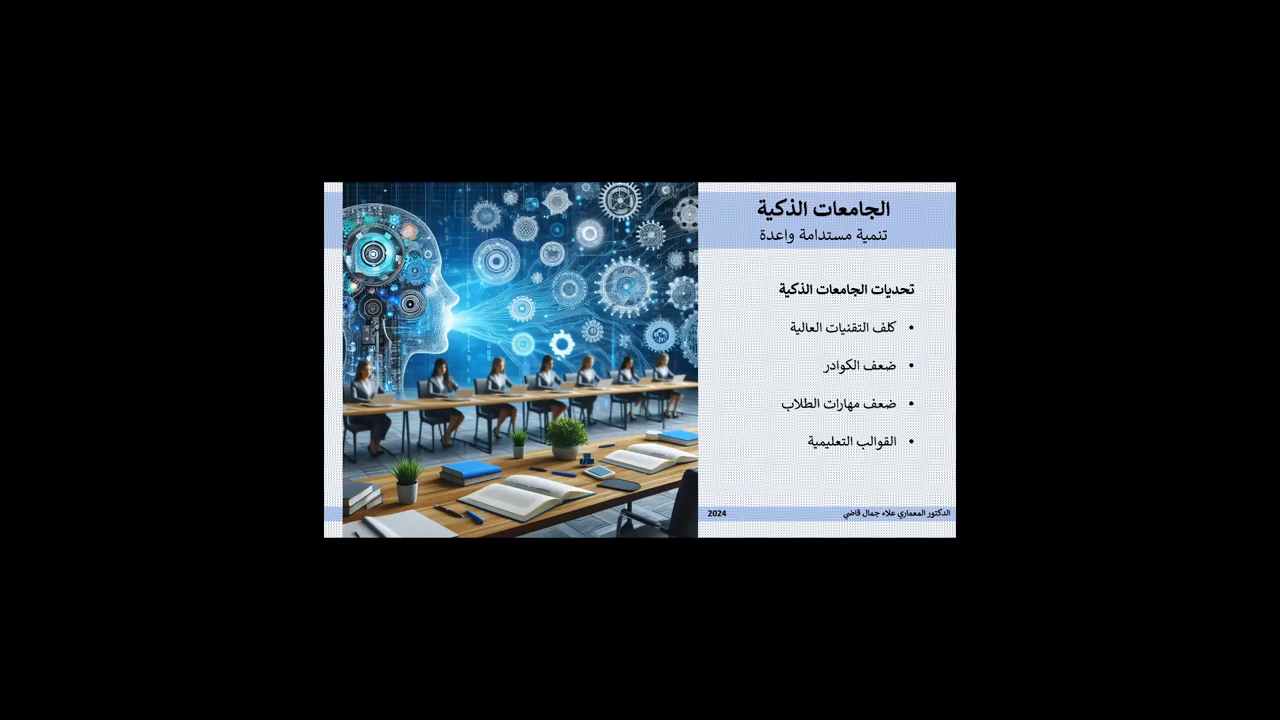 الجامعات الذكية
تنمية مستدامة واعدة
تحديات الجامعات الذكية
• كلف التقنيات العالية
• ضعف الكوادر
• ضعف مهارات الطلاب
• القوالب التعليمية
الدكتور المعماري علاء جمال قاضي
2024